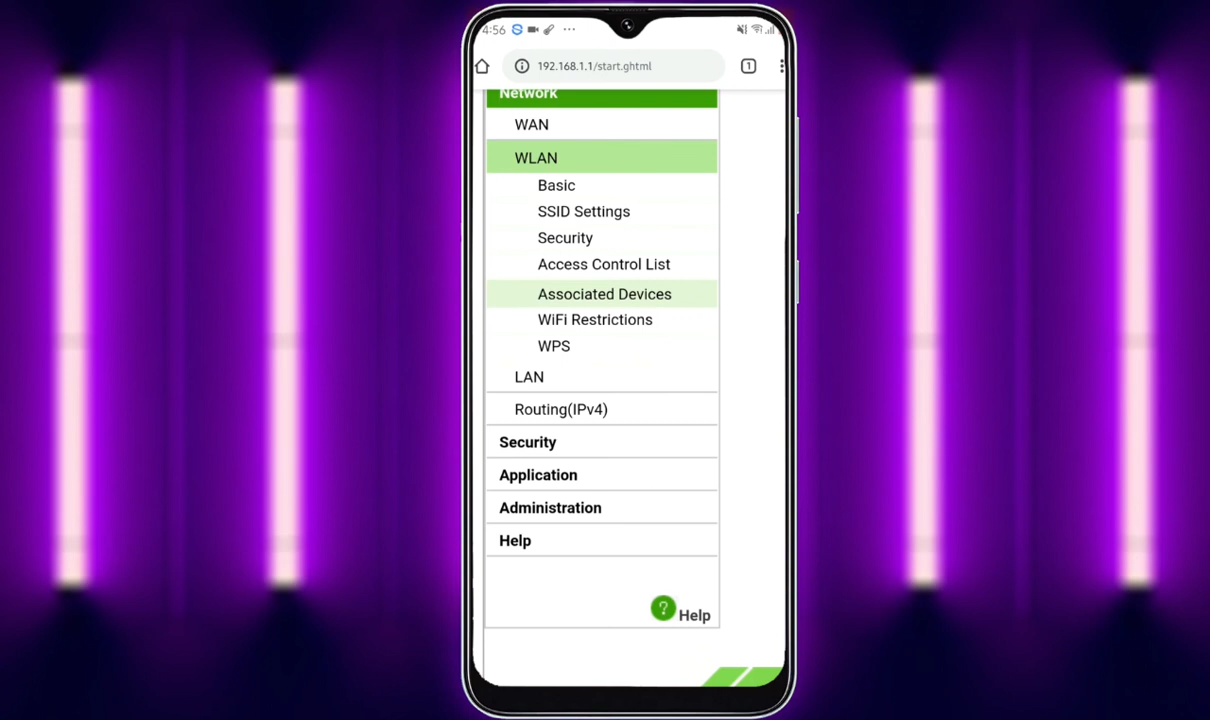 4:56
192.168.1.1/start.ghtml
1
Network
WAN
WLAN
Basic
SSID Settings
Security
Access Control List
Associated Devices
WiFi Restrictions
WPS
LAN
Routing(IPv4)
Security
Application
Administration
Help
? Help